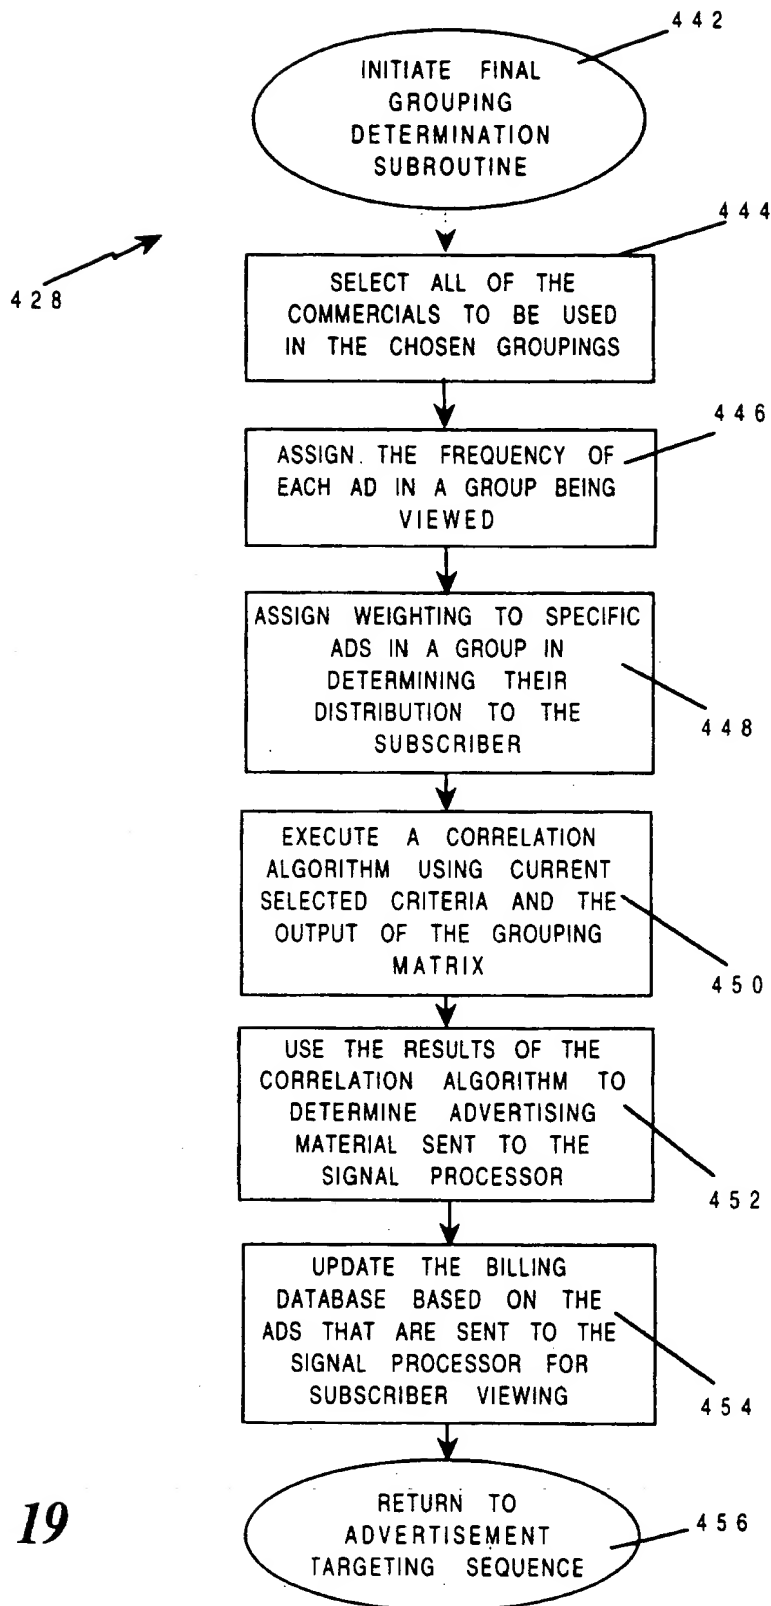 442
INITIATE FINAL
GROUPING
DETERMINATION
SUBROUTINE
444
428
SELECT ALL OF THE
COMMERCIALS TO BE USED
IN THE CHOSEN GROUPINGS
446
ASSIGN THE FREQUENCY OF
EACH AD IN A GROUP BEING
VIEWED
ASSIGN WEIGHTING TO SPECIFIC
ADS IN A GROUP IN
DETERMINING THEIR
DISTRIBUTION TO THE
SUBSCRIBER
448
EXECUTE A CORRELATION
ALGORITHM USING CURRENT
SELECTED CRITERIA AND THE
OUTPUT OF THE GROUPING
MATRIX
450
USE THE RESULTS OF THE
CORRELATION ALGORITHM TO
DETERMINE ADVERTISING
MATERIAL SENT TO THE
SIGNAL PROCESSOR
452
UPDATE THE BILLING
DATABASE BASED ON THE
ADS THAT ARE SENT TO THE
SIGNAL PROCESSOR FOR
SUBSCRIBER VIEWING
454
RETURN TO
ADVERTISEMENT
TARGETING SEQUENCE
456
19